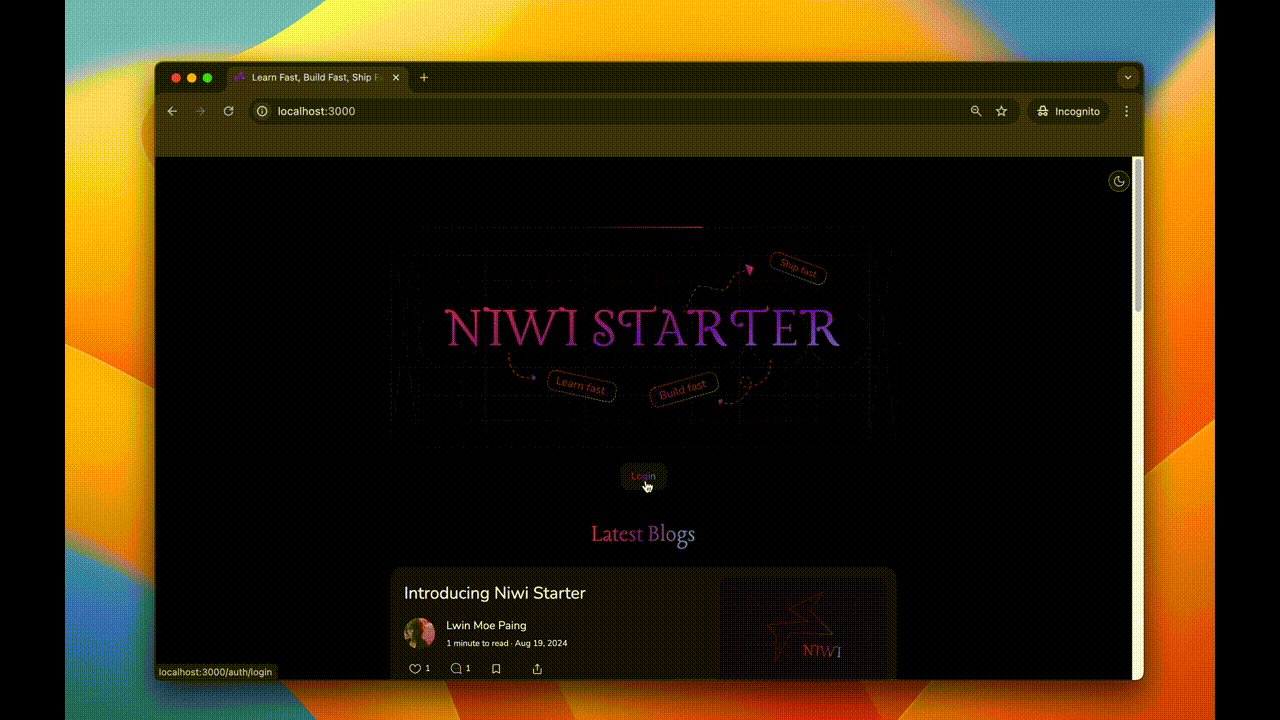 Learn Fast, Build Fast, Ship F
localhost:3000
Incognito
Ship fast
NIWI STARTER
Learn fast
Build fast
Login
Latest Blogs
Introducing Niwi Starter
Lwin Moe Paing
1 minute to read · Aug 19, 2024
1
1
NIWI
localhost:3000/auth/login